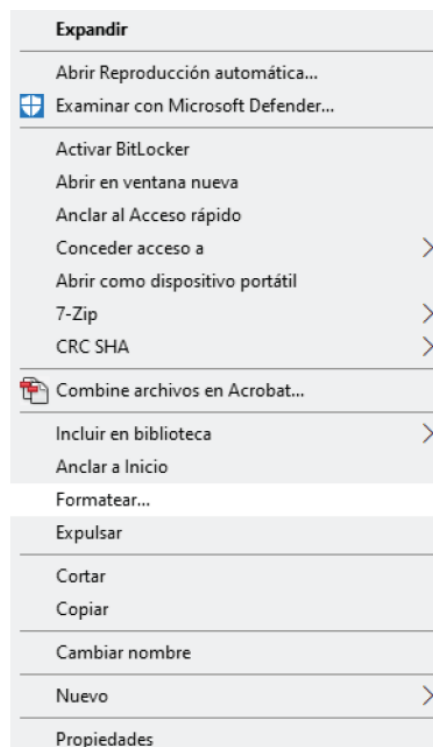 Expandir
Abrir Reproducción automática...
Examinar con Microsoft Defender...
Activar BitLocker
Abrir en ventana nueva
Anclar al Acceso rápido
Conceder acceso a
Abrir como dispositivo portátil
7-Zip
CRC SHA
Combine archivos en Acrobat...
Incluir en biblioteca
Anclar a Inicio
Formatear...
Expulsar
Cortar
Copiar
Cambiar nombre
Nuevo
Propiedades